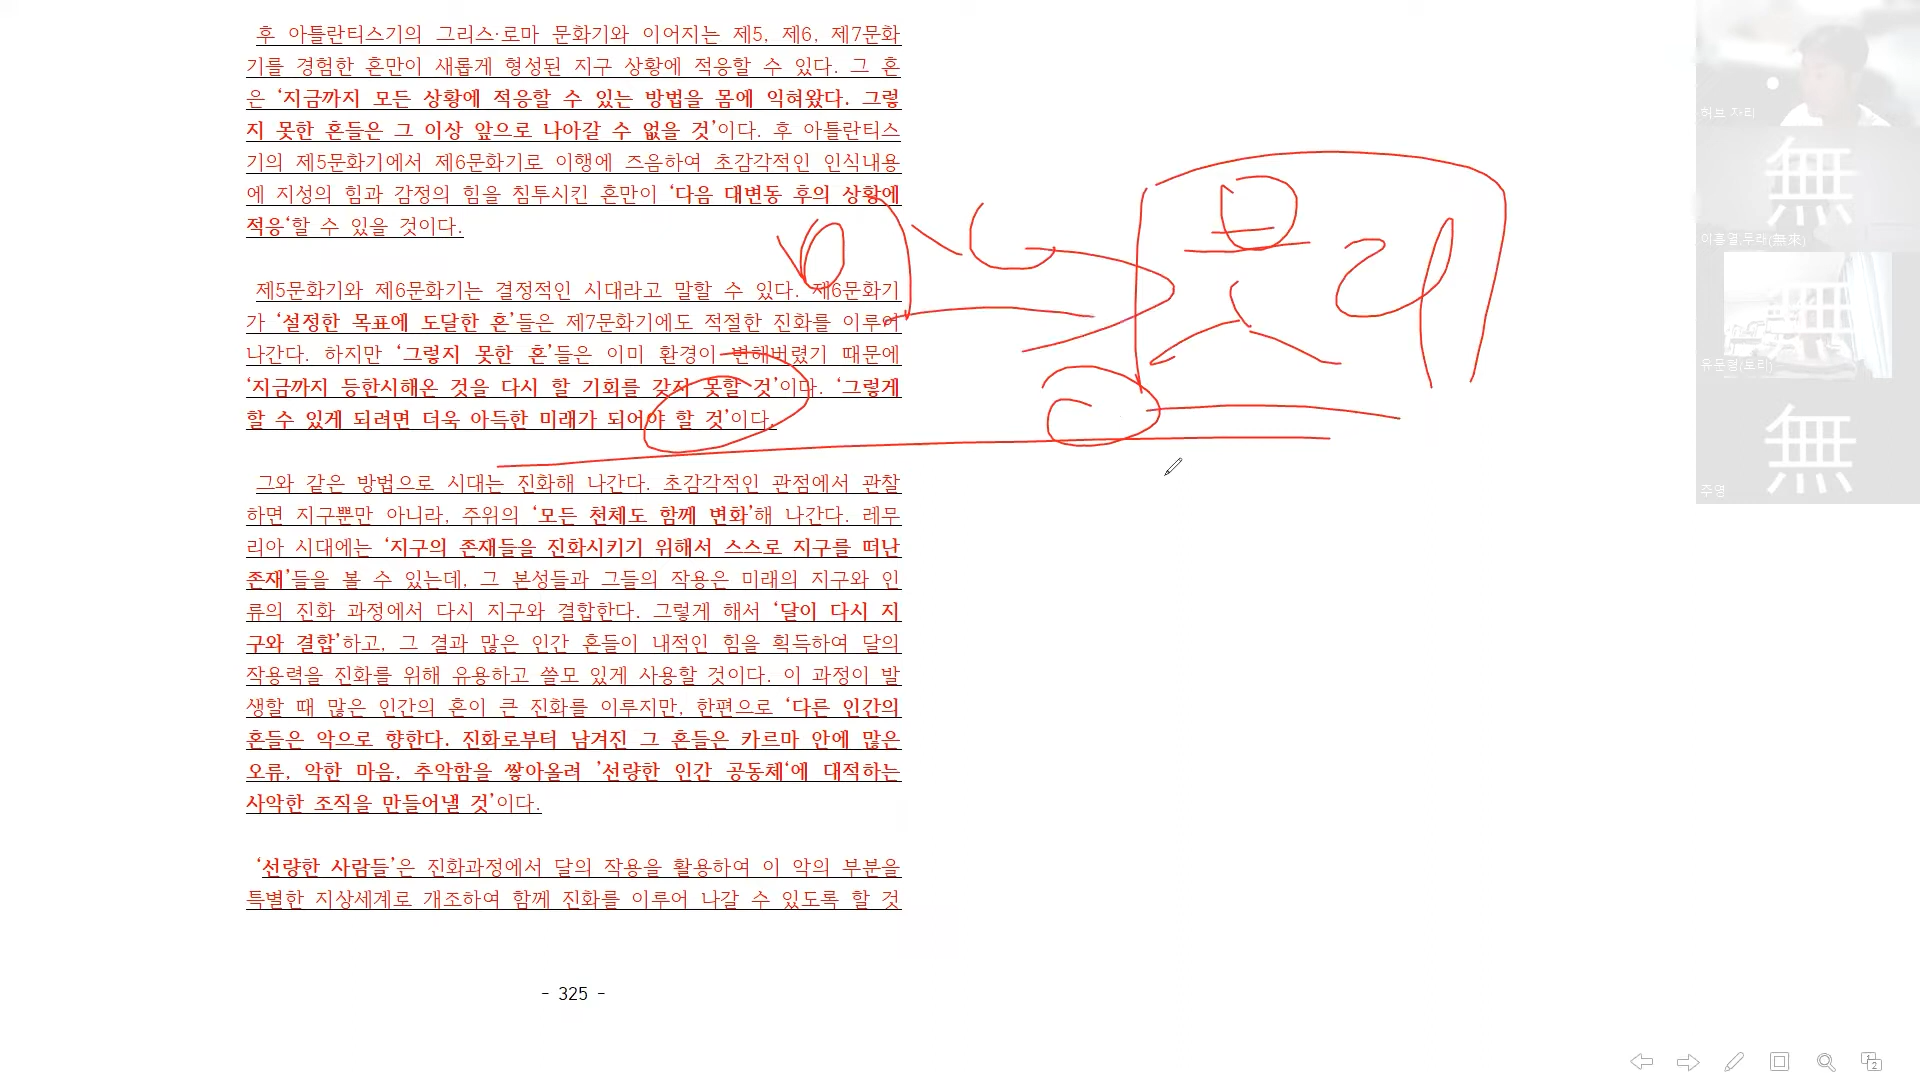 후 아틀란티스기의 그리스·로마 문화기와 이어지는 제5, 제6, 제7문화
기를 경험한 혼만이 새롭게 형성된 지구 상황에 적응할 수 있다. 그 혼
은 ‘지금까지 모든 상황에 적응할 수 있는 방법을 몸에 익혀왔다. 그렇
지 못한 혼들은 그 이상 앞으로 나아갈 수 없을 것’이다. 후 아틀란티스
기의 제5문화기에서 제6문화기로 이행에 즈음하여 초감각적인 인식내용
에 지성의 힘과 감정의 힘을 침투시킨 혼만이 ‘다음 대변동 후의 상황에
적응‘할 수 있을 것이다.
제5문화기와 제6문화기는 결정적인 시대라고 말할 수 있다. 제6문화기
가 ‘설정한 목표에 도달한 혼’들은 제7문화기에도 적절한 진화를 이루어
나간다. 하지만 ‘그렇지 못한 혼’들은 이미 환경이 변해버렸기 때문에
‘지금까지 등한시해온 것을 다시 할 기회를 갖지 못할 것’이다. ‘그렇게
할 수 있게 되려면 더욱 아득한 미래가 되어야 할 것’이다.
그와 같은 방법으로 시대는 진화해 나간다. 초감각적인 관점에서 관찰
하면 지구뿐만 아니라, 주위의 ‘모든 천체도 함께 변화’해 나간다. 레무
리아 시대에는 ‘지구의 존재들을 진화시키기 위해서 스스로 지구를 떠난
존재’들을 볼 수 있는데, 그 본성들과 그들의 작용은 미래의 지구와 인
류의 진화 과정에서 다시 지구와 결합한다. 그렇게 해서 ‘달이 다시 지
구와 결합’하고, 그 결과 많은 인간 혼들이 내적인 힘을 획득하여 달의
작용력을 진화를 위해 유용하고 쓸모 있게 사용할 것이다. 이 과정이 발
생할 때 많은 인간의 혼이 큰 진화를 이루지만, 한편으로 ‘다른 인간의
혼들은 악으로 향한다. 진화로부터 남겨진 그 혼들은 카르마 안에 많은
오류, 악한 마음, 추악함을 쌓아올려 ’선량한 인간 공동체‘에 대적하는
사악한 조직을 만들어낼 것’이다.
‘선량한 사람들’은 진화과정에서 달의 작용을 활용하여 이 악의 부분을
특별한 지상세계로 개조하여 함께 진화를 이루어 나갈 수 있도록 할 것
- 325 -
허브 자리
無
이홍열.무래(無來)
無
유문형(토리)
無
주영